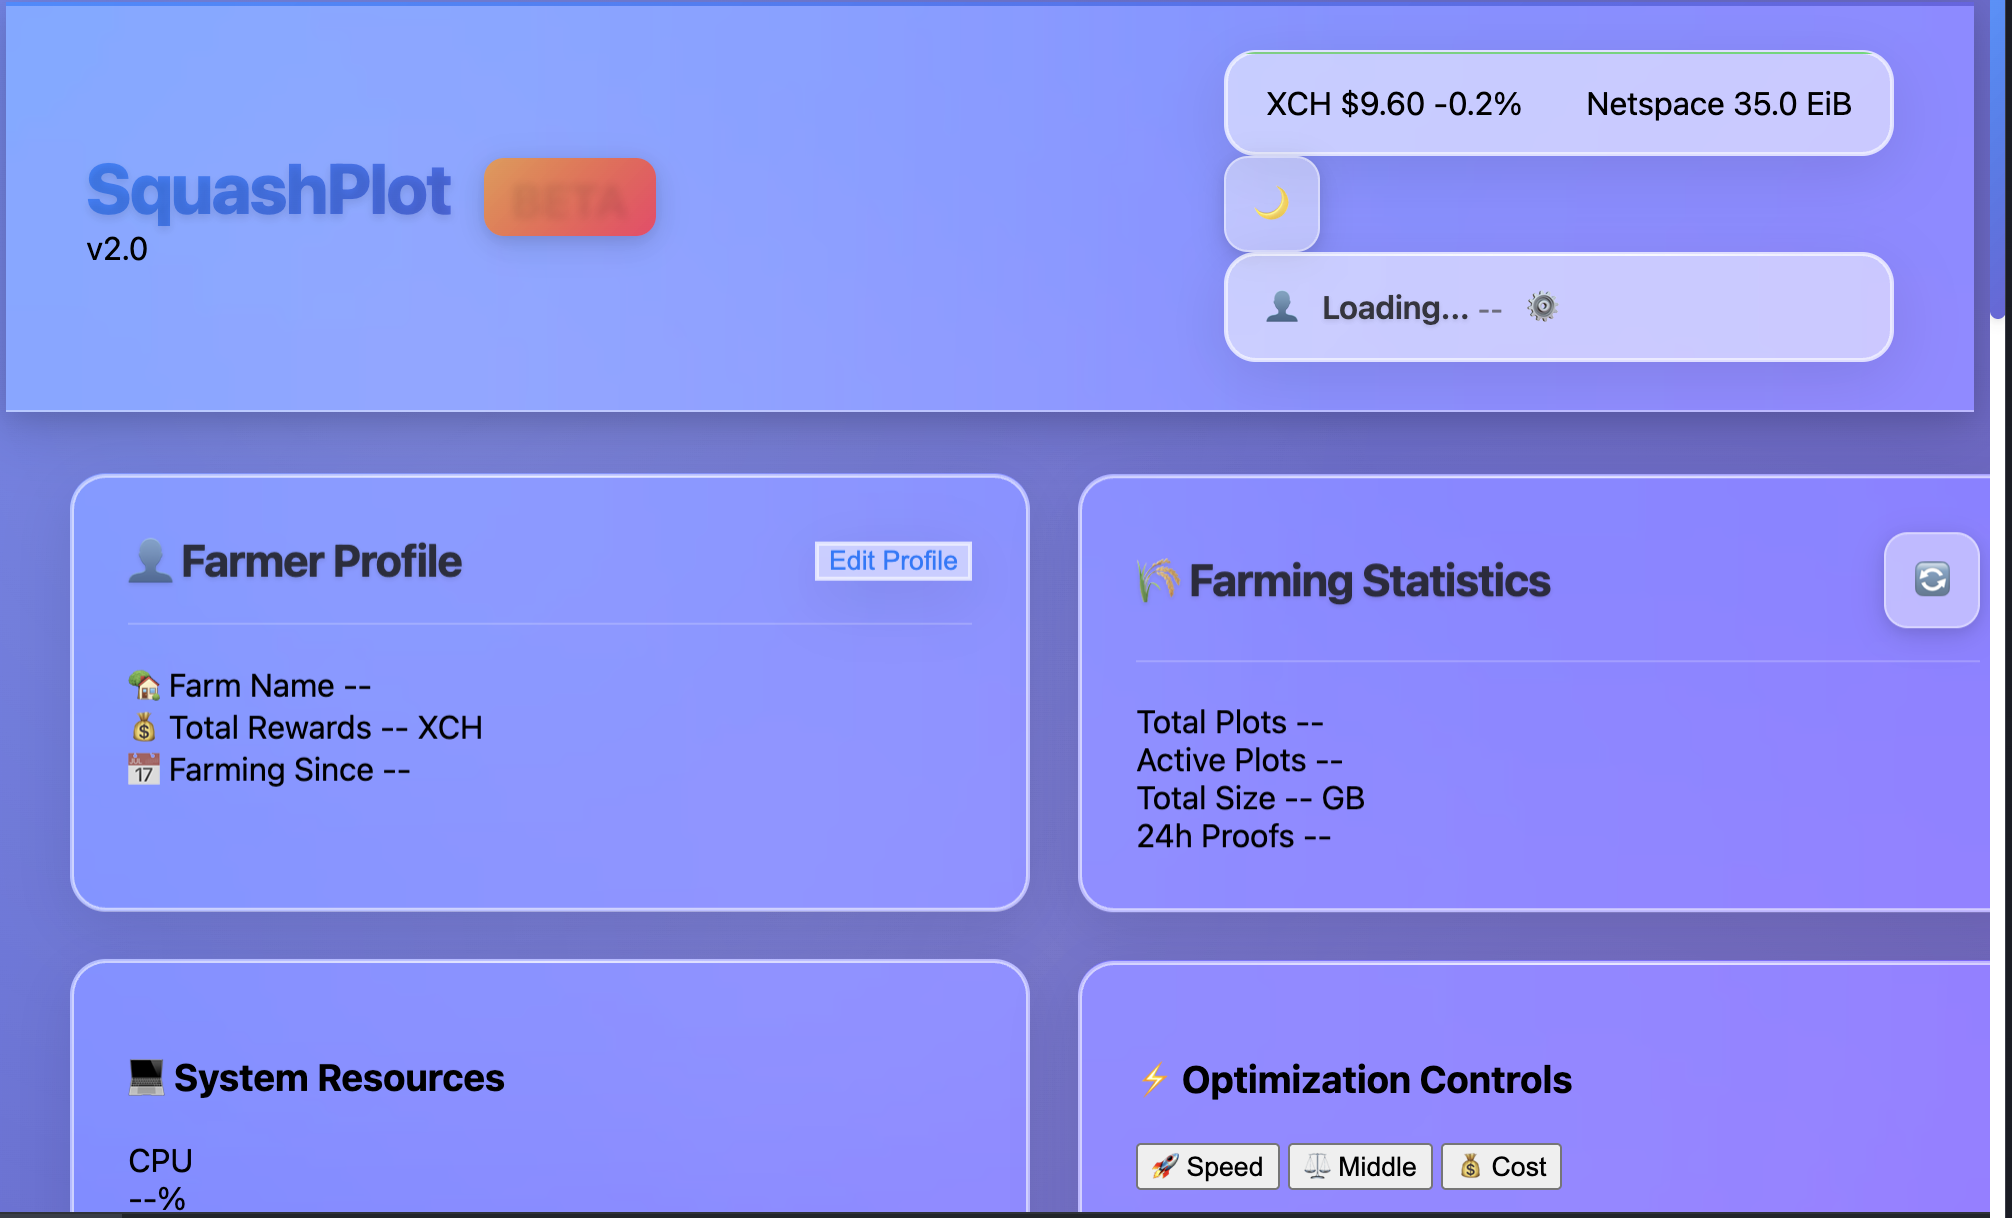 SquashPlot BETA
v2.0
XCH $9.60 -0.2% Netspace 35.0 EiB
Loading... --
Farmer Profile
Edit Profile
Farm Name --
Total Rewards -- XCH
Farming Since --
Farming Statistics
Total Plots --
Active Plots --
Total Size -- GB
24h Proofs --
System Resources
CPU
--%
Optimization Controls
Speed Middle Cost